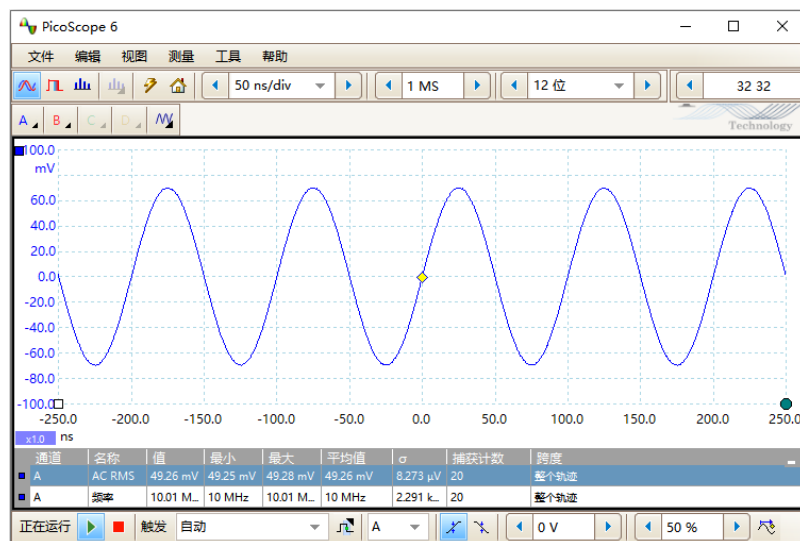 PicoScope 6
文件 编辑 视图 测量 工具 帮助
50 ns/div 1 MS 12 位 32 32
A B C D
Technology
100.0
mV
60.0
40.0
20.0
0.0
-20.0
-40.0
-60.0
-80.0
-100.0
-250.0 -200.0 -150.0 -100.0 -50.0 0.0 50.0 100.0 150.0 200.0 250.0
x1.0 ns
通道 名称 值 最小 最大 平均值 σ 捕获计数 跨度
A AC RMS 49.26 mV 49.25 mV 49.28 mV 49.26 mV 8.273 μV 20 整个轨迹
A 频率 10.01 M... 10 MHz 10.01 M... 10 MHz 2.291 k... 20 整个轨迹
正在运行 触发 自动 A 0 V 50 %